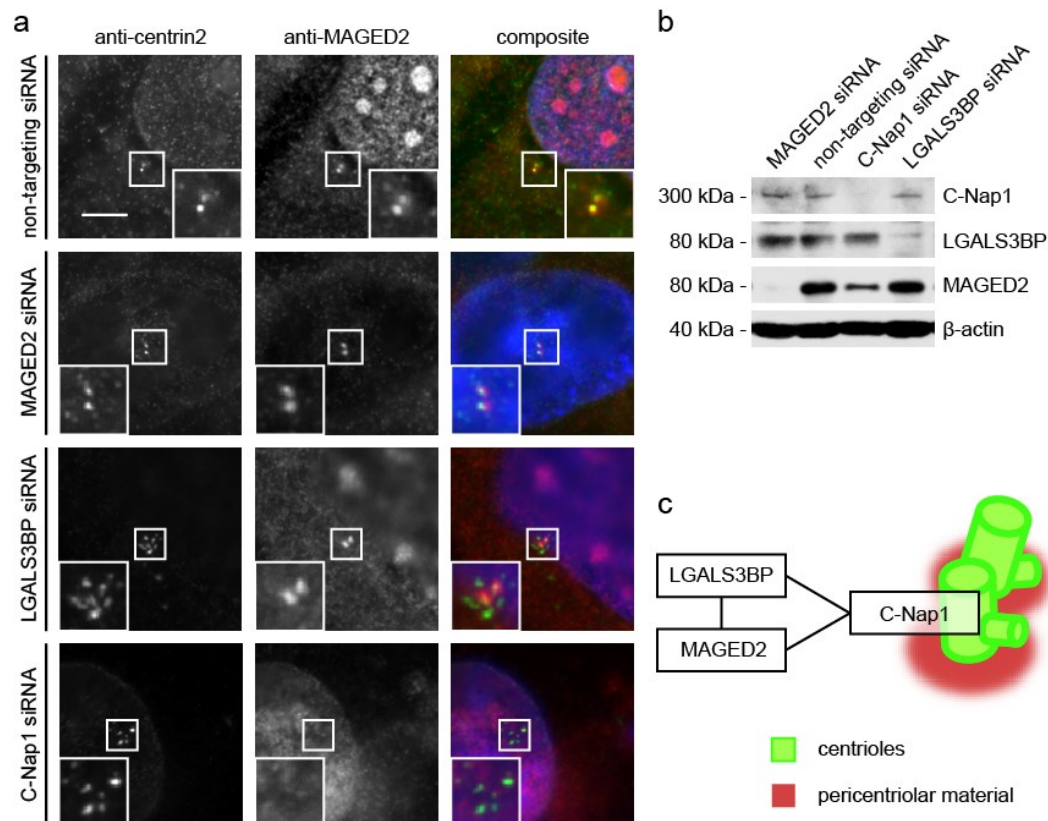 a
anti-centrin2
anti-MAGED2
composite
non-targeting siRNA
MAGED2 siRNA
LGALS3BP siRNA
C-Nap1 siRNA
b
MAGED2 siRNA
non-targeting siRNA
C-Nap1 siRNA
LGALS3BP siRNA
300 kDa -
C-Nap1
80 kDa -
LGALS3BP
80 kDa -
MAGED2
40 kDa -
β-actin
c
LGALS3BP
MAGED2
C-Nap1
centrioles
pericentriolar material